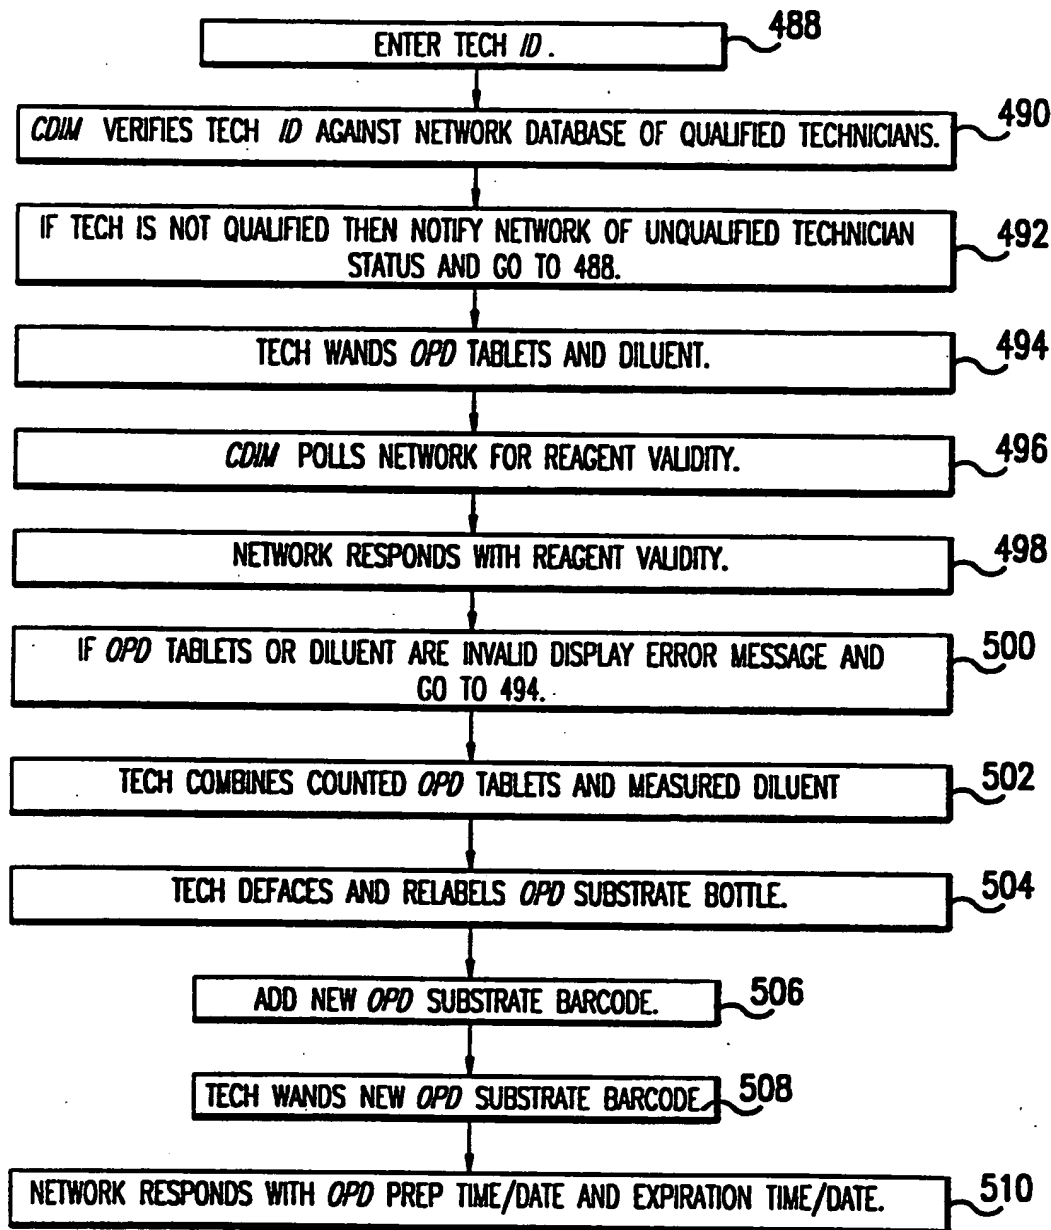 ENTER TECH ID.
488
CDIM VERIFIES TECH ID AGAINST NETWORK DATABASE OF QUALIFIED TECHNICIANS.
490
IF TECH IS NOT QUALIFIED THEN NOTIFY NETWORK OF UNQUALIFIED TECHNICIAN
STATUS AND GO TO 488.
492
TECH WANDS OPD TABLETS AND DILUENT.
494
CDIM POLLS NETWORK FOR REAGENT VALIDITY.
496
NETWORK RESPONDS WITH REAGENT VALIDITY.
498
IF OPD TABLETS OR DILUENT ARE INVALID DISPLAY ERROR MESSAGE AND
GO TO 494.
500
TECH COMBINES COUNTED OPD TABLETS AND MEASURED DILUENT
502
TECH DEFACES AND RELABELS OPD SUBSTRATE BOTTLE.
504
ADD NEW OPD SUBSTRATE BARCODE.
506
TECH WANDS NEW OPD SUBSTRATE BARCODE.
508
NETWORK RESPONDS WITH OPD PREP TIME/DATE AND EXPIRATION TIME/DATE.
510